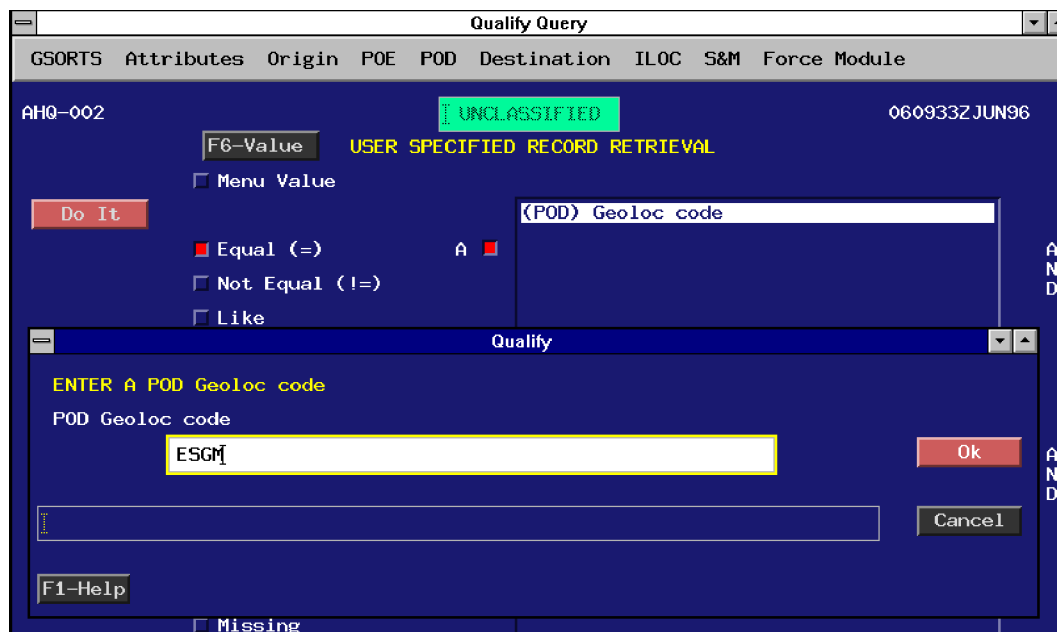 Qualify Query
GSORTS Attributes Origin POE POD Destination ILOC S&M Force Module
AHQ-002 UNCLASSIFIED 060933ZJUN96
F6-Value USER SPECIFIED RECORD RETRIEVAL
Menu Value
Do It (POD) Geoloc code
Equal (=) A
Not Equal (!=)
A
N
D
Like
Qualify
ENTER A POD Geoloc code
POD Geoloc code
ESGM
Ok
A
N
D
Cancel
F1-Help
Missing